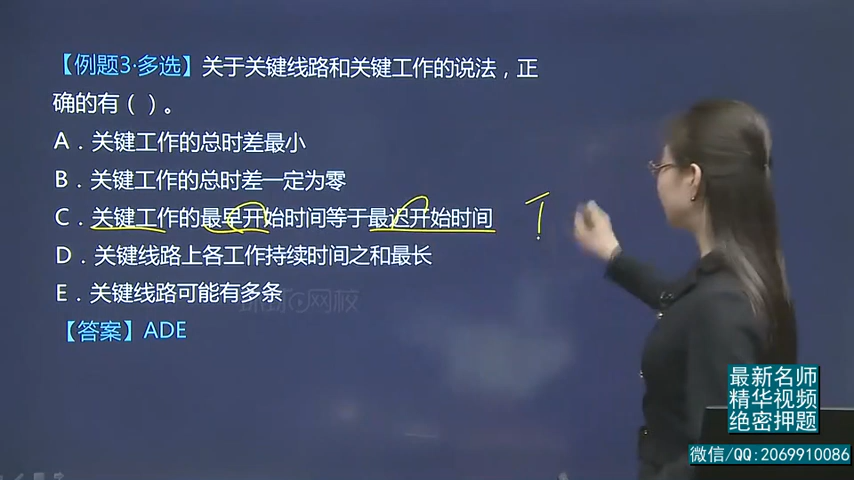 【例题3·多选】关于关键线路和关键工作的说法，正
确的有（ ）。
A．关键工作的总时差最小
B．关键工作的总时差一定为零
C．关键工作的最早开始时间等于最迟开始时间
D．关键线路上各工作持续时间之和最长
E．关键线路可能有多条
【答案】ADE
最新名师
精华视频
绝密押题
微信/QQ:2069910086